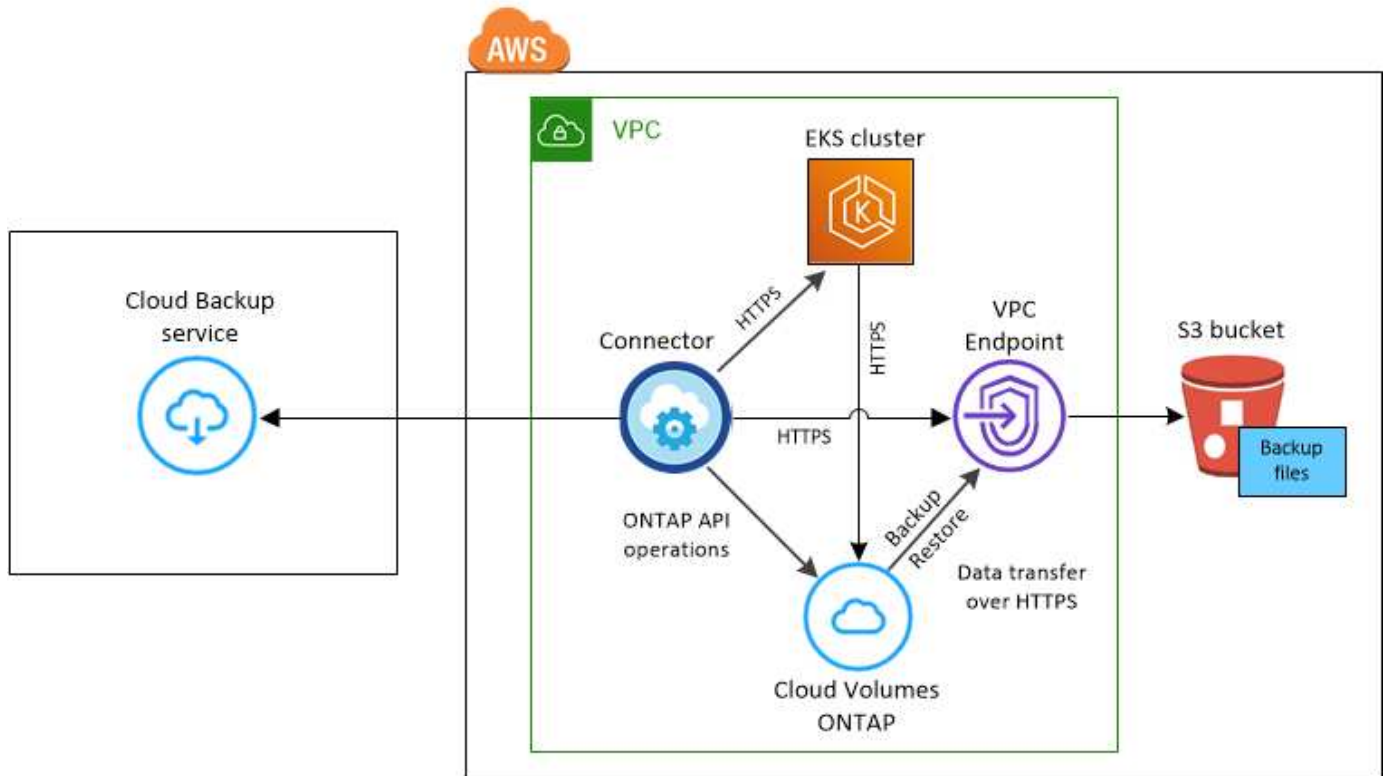 AWS
VPC
EKS cluster
K
Cloud Backup
service
HTTPS
HTTPS
VPC
Endpoint
S3 bucket
Connector
HTTPS
Backup
files
ONTAP API
operations
Backup
Restore
Data transfer
over HTTPS
Cloud Volumes
ONTAP